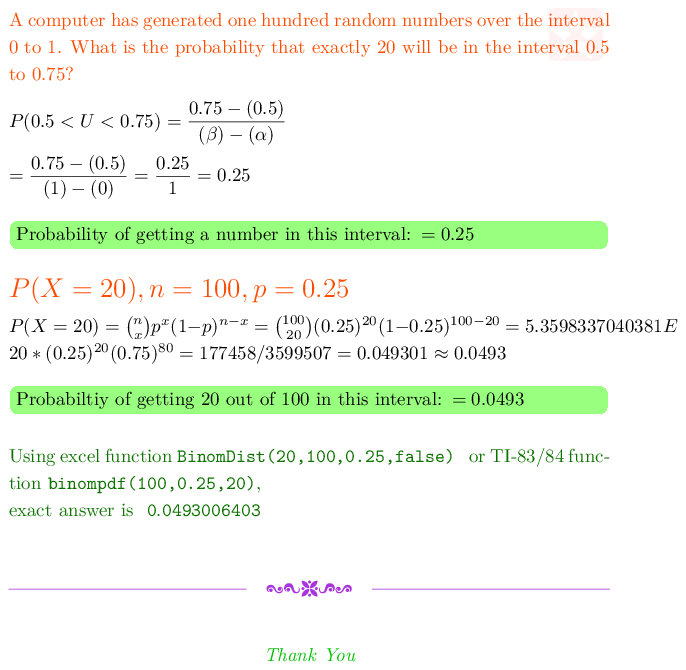 A computer has generated one hundred random numbers over the interval
0 to 1. What is the probability that exactly 20 will be in the interval 0.5
to 0.75?
P(0.5 < U < 0.75) = \frac{0.75 − (0.5)}{(β) − (α)}
= \frac{0.75 − (0.5)}{(1) − (0)} = \frac{0.25}{1} = 0.25
Probability of getting a number in this interval: = 0.25
P(X = 20), n = 100, p = 0.25
P(X = 20) = \binom{n}{x}p^{x}(1−p)^{n−x} = \binom{100}{20}(0.25)^{20}(1−0.25)^{100−20} = 5.3598337040381E
20 ∗ (0.25)^{20}(0.75)^{80} = 177458/3599507 = 0.049301 ≈ 0.0493
Probabiltiy of getting 20 out of 100 in this interval: = 0.0493
Using excel function BinomDist(20,100,0.25,false) or TI-83/84 func-
tion binompdf(100,0.25,20),
exact answer is 0.0493006403
Thank You